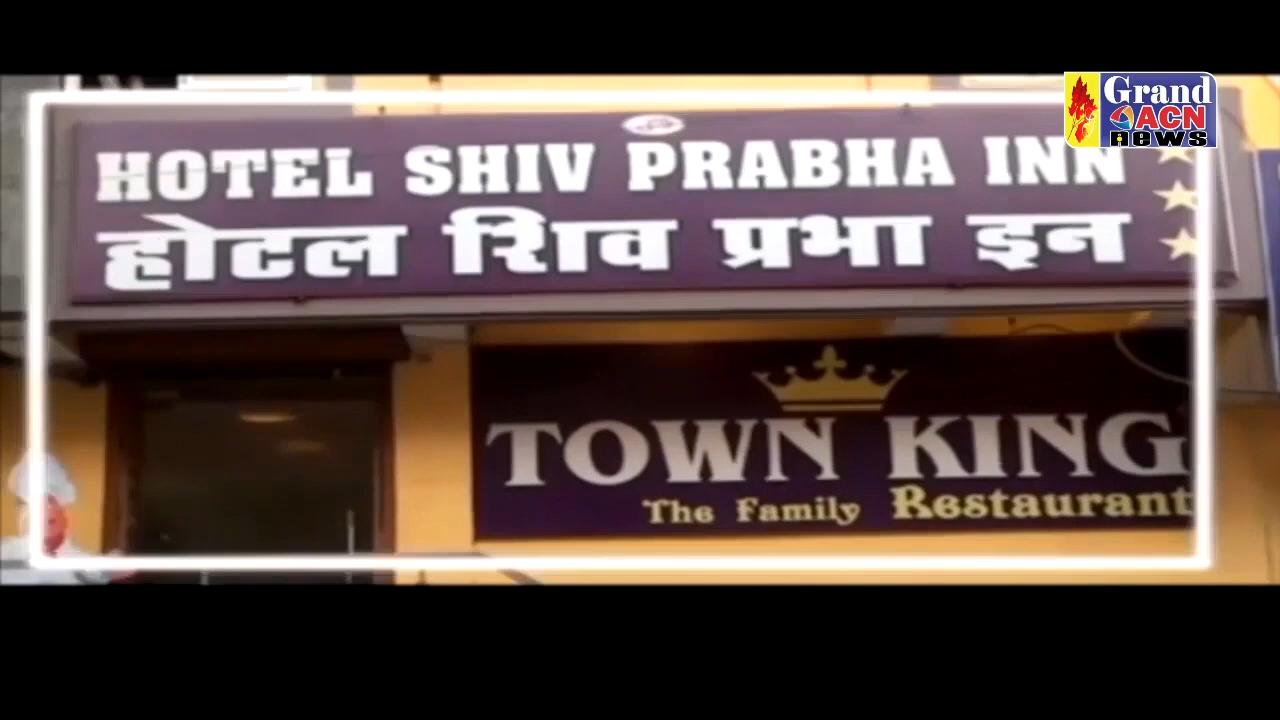 Grand
ACN
news
HOTEL SHIV PRABHA INN
होटल शिव प्रभा इन
TOWN KING
The Family Restaurant